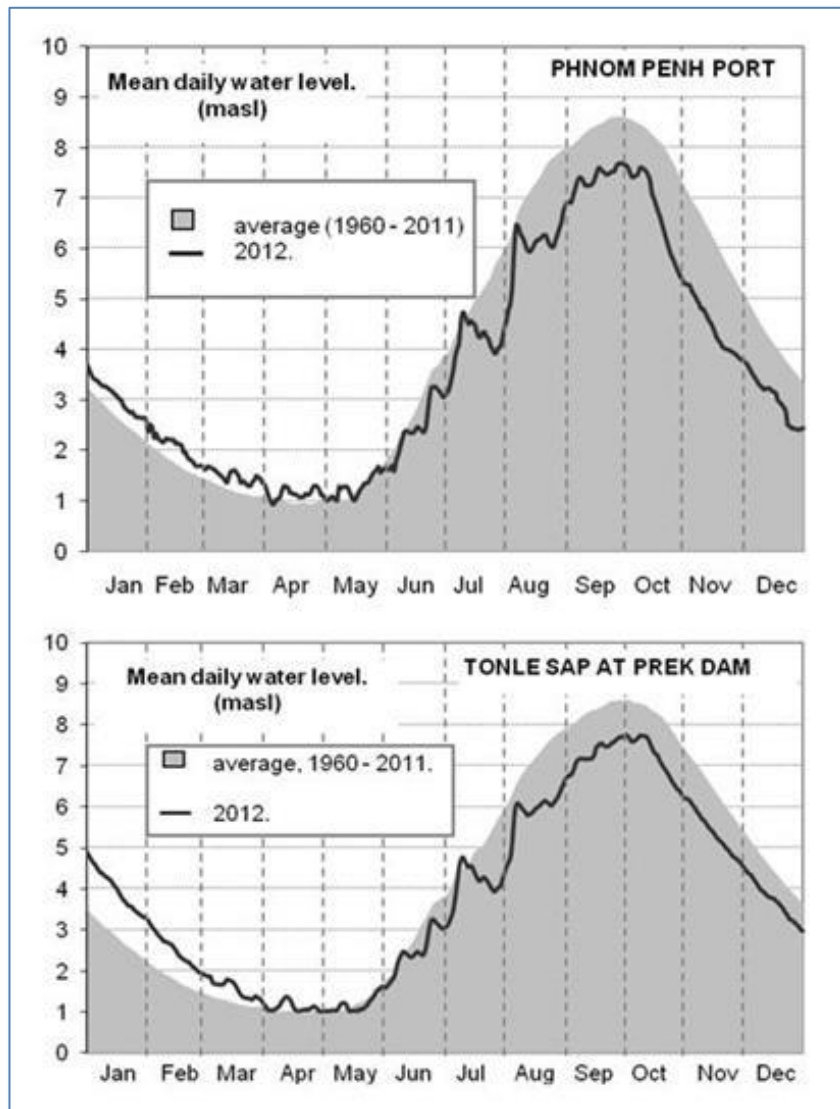 PHNOM PENH PORT
Mean daily water level.
(masl)
average (1960 - 2011)
2012.
10
9
8
7
6
5
4
3
2
1
0
Jan Feb Mar Apr May Jun Jul Aug Sep Oct Nov Dec
TONLE SAP AT PREK DAM
Mean daily water level.
(masl)
average, 1960 - 2011.
2012.
10
9
8
7
6
5
4
3
2
1
0
Jan Feb Mar Apr May Jun Jul Aug Sep Oct Nov Dec